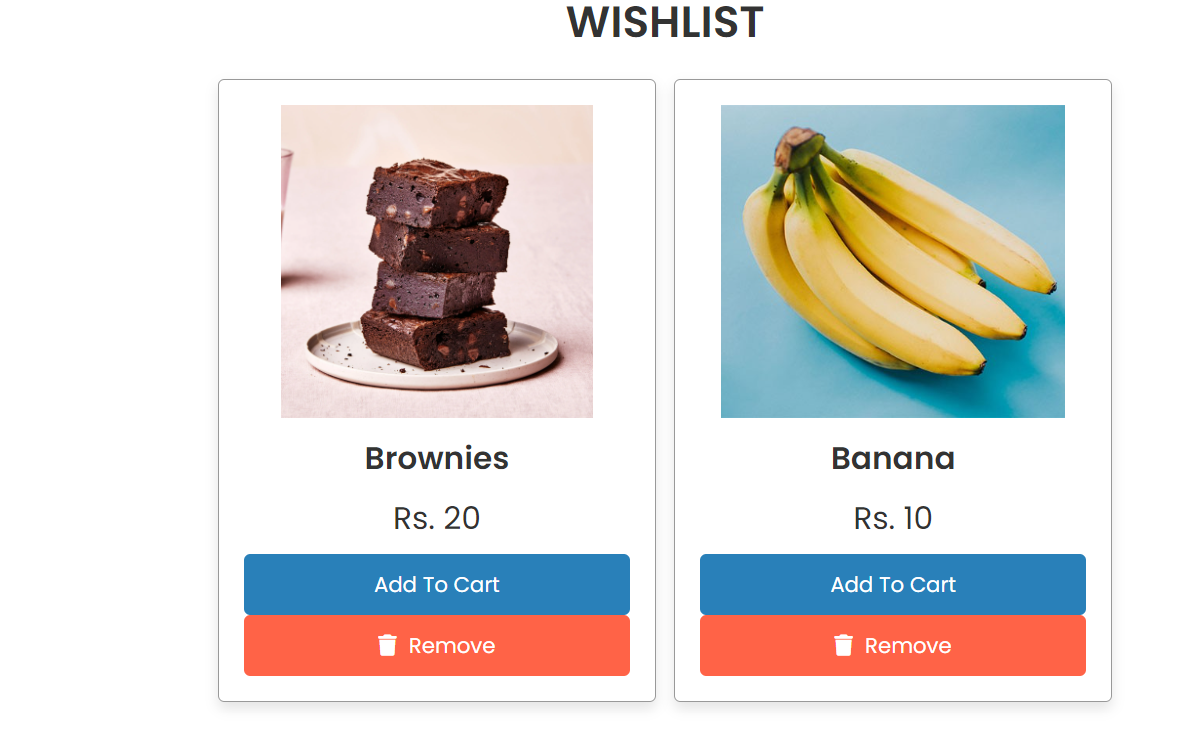 WISHLIST
Brownies
Rs. 20
Add To Cart
Remove
Banana
Rs. 10
Add To Cart
Remove